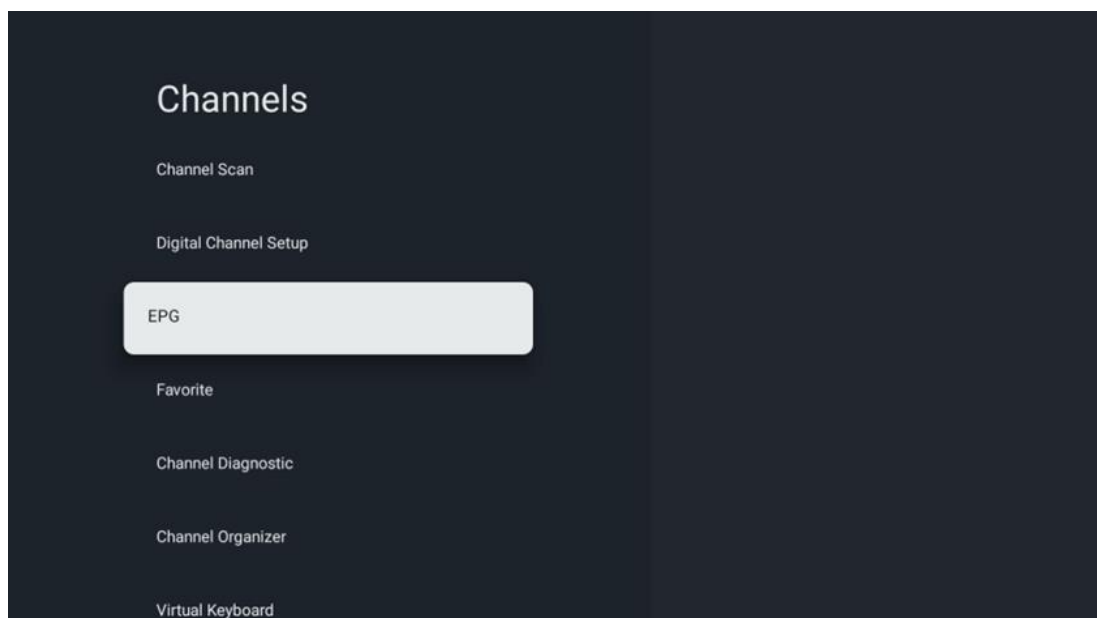 Channels
Channel Scan
Digital Channel Setup
EPG
Favorite
Channel Diagnostic
Channel Organizer
Virtual Keyboard